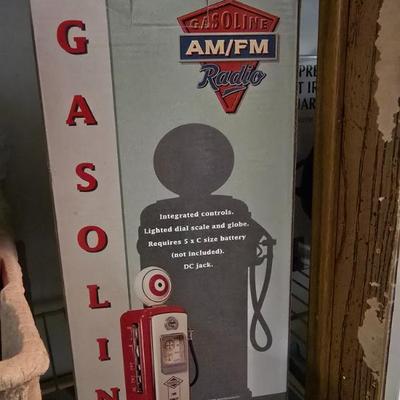 GASOLIN
GASOLINE
AM/FM
Radio
Integrated controls.
Lighted dial scale and globe.
Requires 5 x C size battery
(not included).
DC jack.